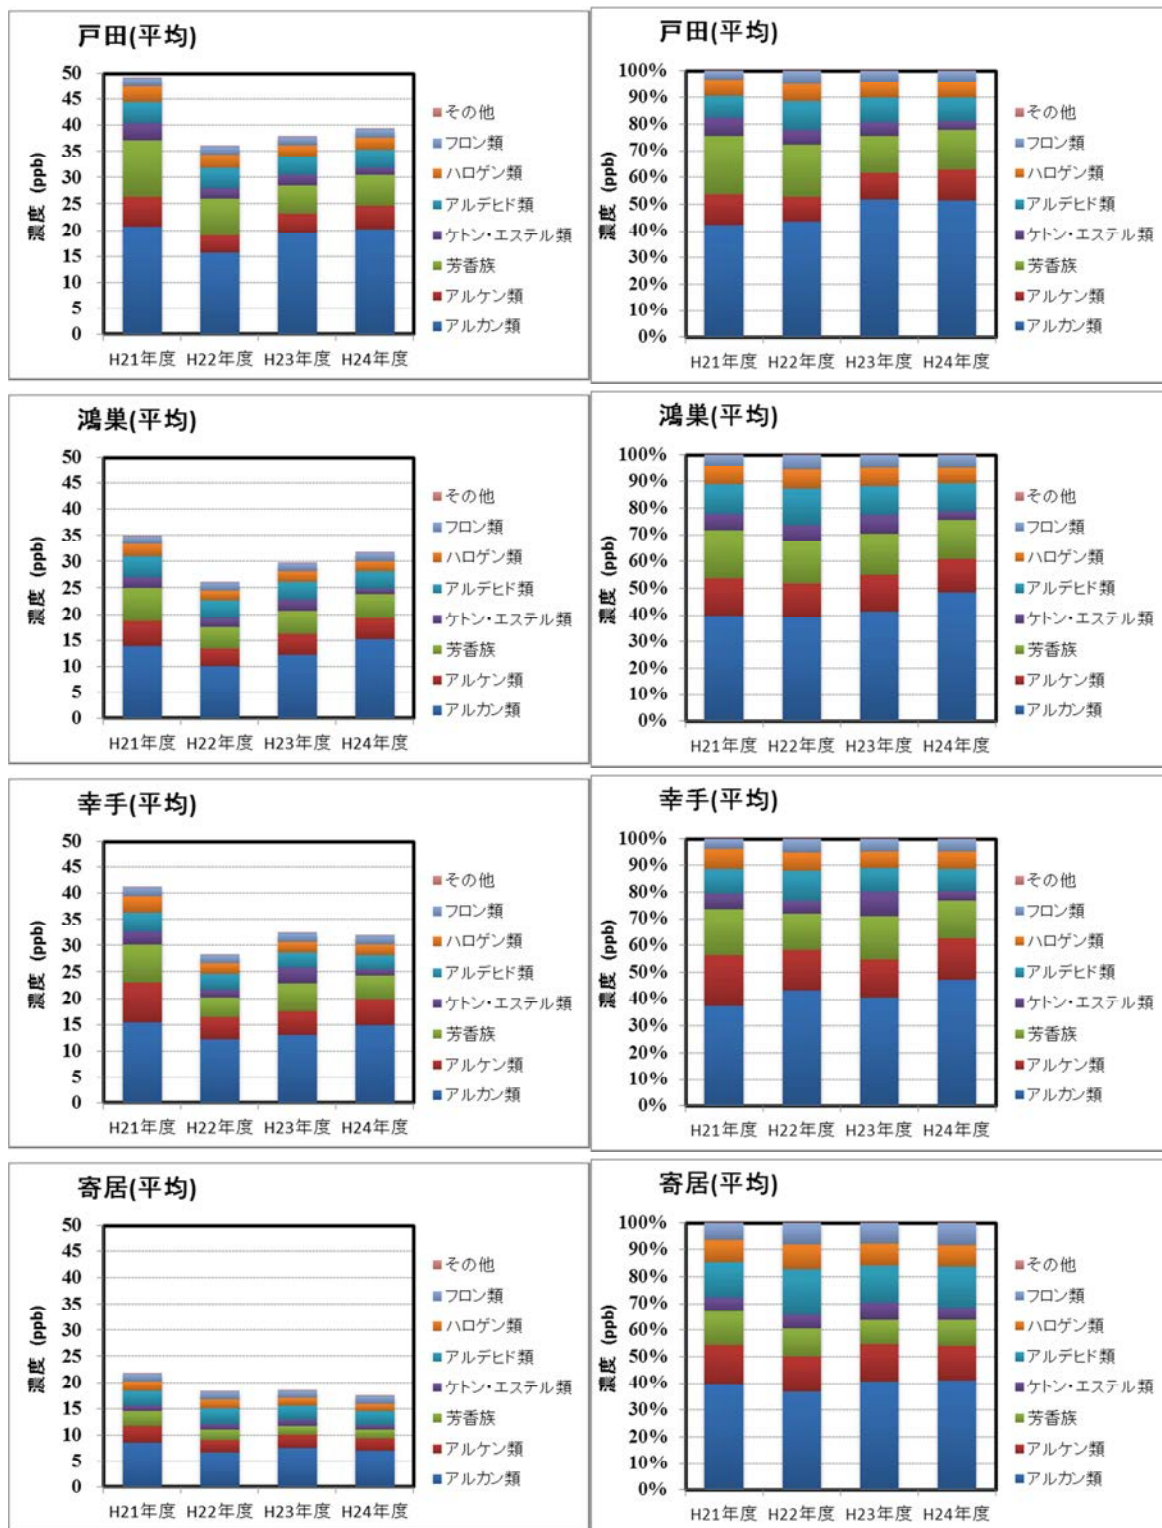 戸田(平均)
濃度 (ppb)
50
45
40
35
30
25
20
15
10
5
0
H21年度 H22年度 H23年度 H24年度
その他
フロン類
ハロゲン類
アルデヒド類
ケトン・エステル類
芳香族
アルケン類
アルカン類
戸田(平均)
濃度 (ppb)
100%
90%
80%
70%
60%
50%
40%
30%
20%
10%
0%
H21年度 H22年度 H23年度 H24年度
その他
フロン類
ハロゲン類
アルデヒド類
ケトン・エステル類
芳香族
アルケン類
アルカン類
鴻巣(平均)
濃度 (ppb)
50
45
40
35
30
25
20
15
10
5
0
H21年度 H22年度 H23年度 H24年度
その他
フロン類
ハロゲン類
アルデヒド類
ケトン・エステル類
芳香族
アルケン類
アルカン類
鴻巣(平均)
濃度 (ppb)
100%
90%
80%
70%
60%
50%
40%
30%
20%
10%
0%
H21年度 H22年度 H23年度 H24年度
その他
フロン類
ハロゲン類
アルデヒド類
ケトン・エステル類
芳香族
アルケン類
アルカン類
幸手(平均)
濃度 (ppb)
50
45
40
35
30
25
20
15
10
5
0
H21年度 H22年度 H23年度 H24年度
その他
フロン類
ハロゲン類
アルデヒド類
ケトン・エステル類
芳香族
アルケン類
アルカン類
幸手(平均)
濃度 (ppb)
100%
90%
80%
70%
60%
50%
40%
30%
20%
10%
0%
H21年度 H22年度 H23年度 H24年度
その他
フロン類
ハロゲン類
アルデヒド類
ケトン・エステル類
芳香族
アルケン類
アルカン類
寄居(平均)
濃度 (ppb)
50
45
40
35
30
25
20
15
10
5
0
H21年度 H22年度 H23年度 H24年度
その他
フロン類
ハロゲン類
アルデヒド類
ケトン・エステル類
芳香族
アルケン類
アルカン類
寄居(平均)
濃度 (ppb)
100%
90%
80%
70%
60%
50%
40%
30%
20%
10%
0%
H21年度 H22年度 H23年度 H24年度
その他
フロン類
ハロゲン類
アルデヒド類
ケトン・エステル類
芳香族
アルケン類
アルカン類